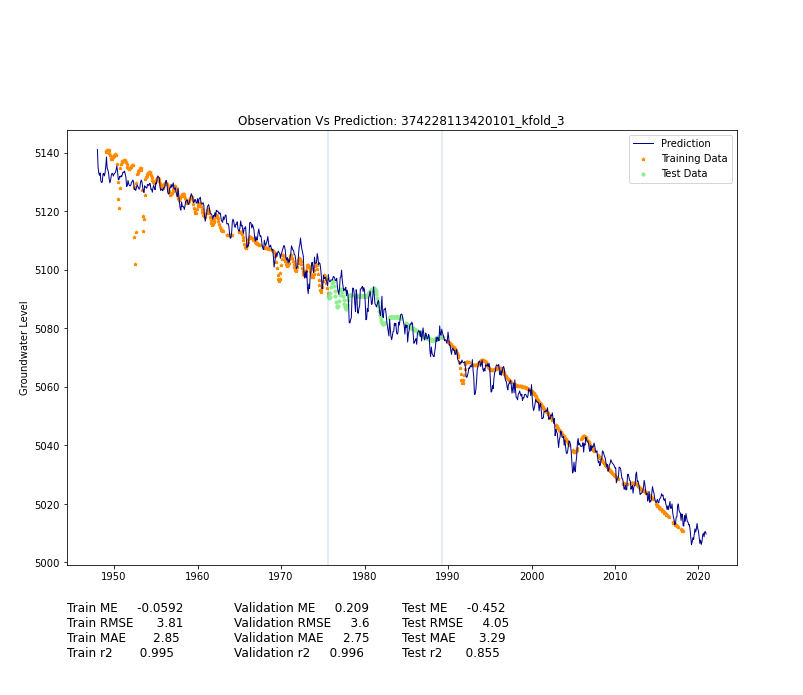 Observation Vs Prediction: 374228113420101_kfold_3
Prediction
Training Data
Test Data
Groundwater Level
5140
5120
5100
5080
5060
5040
5020
5000
1950 1960 1970 1980 1990 2000 2010 2020
Train ME -0.0592 Validation ME 0.209 Test ME -0.452
Train RMSE 3.81 Validation RMSE 3.6 Test RMSE 4.05
Train MAE 2.85 Validation MAE 2.75 Test MAE 3.29
Train r2 0.995 Validation r2 0.996 Test r2 0.855